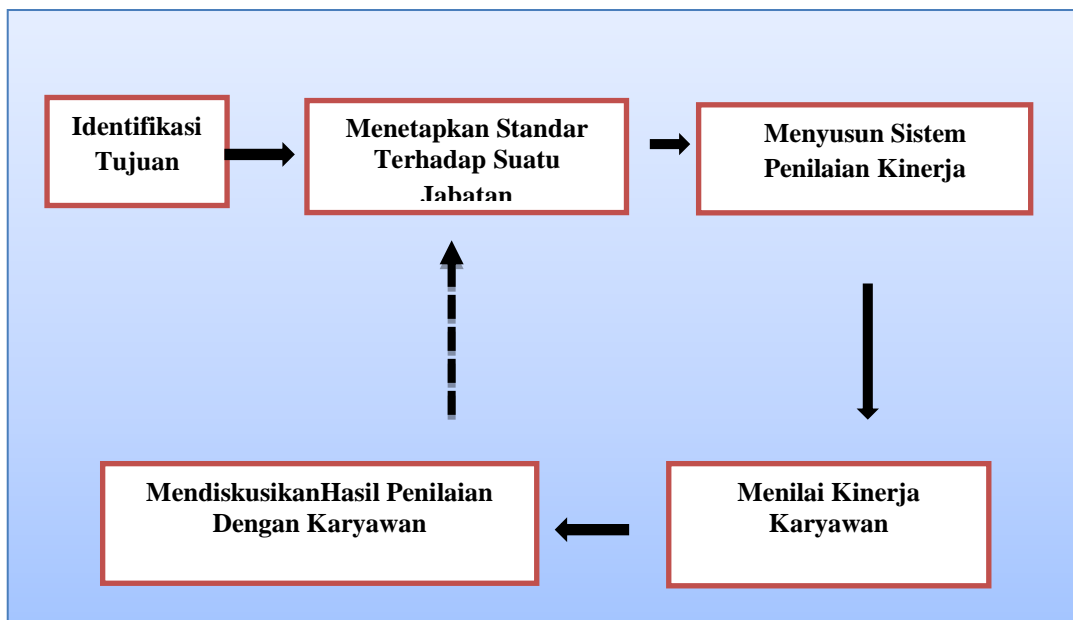 Identifikasi
Tujuan
Menetapkan Standar
Terhadap Suatu
Jabatan
Menyusun Sistem
Penilaian Kinerja
MendiskusikanHasil Penilaian
Dengan Karyawan
Menilai Kinerja
Karyawan